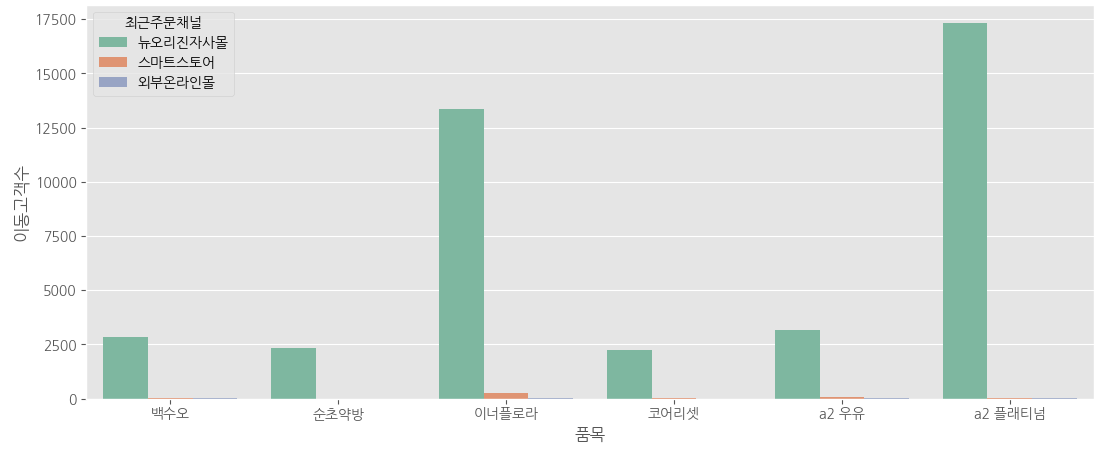 최근주문채널
뉴오리진자사몰
스마트스토어
외부온라인몰
17500
15000
12500
10000
7500
5000
2500
0
이동고객수
백수오 순초약방 이너플로라 코어리셋 a2 우유 a2 플래티넘
품목